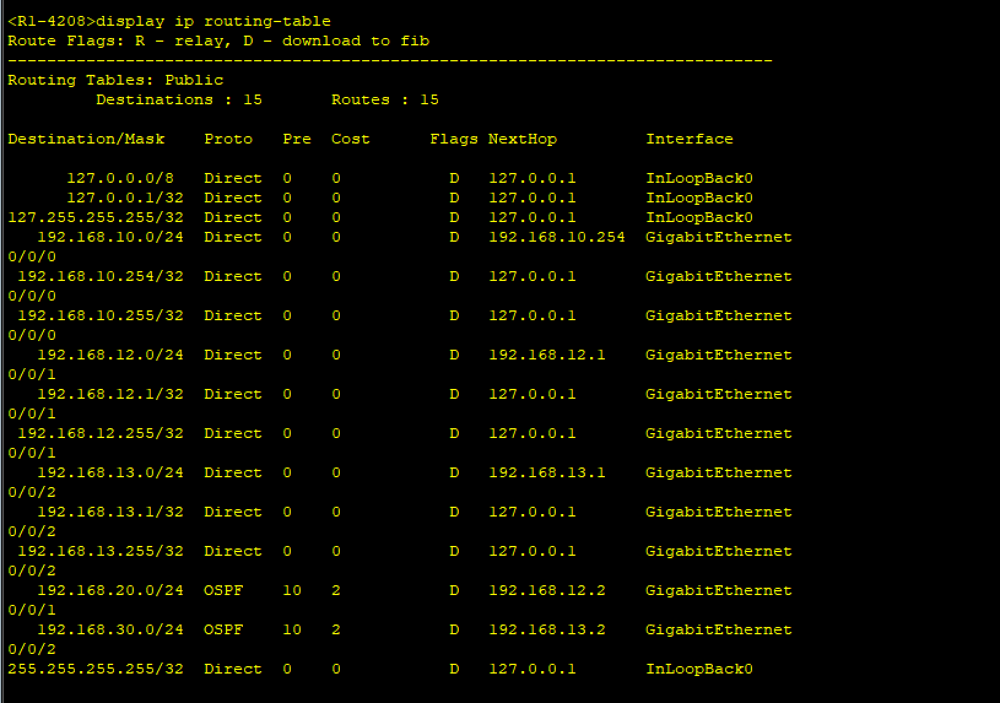 <R1-4208>display ip routing-table
Route Flags: R - relay, D - download to fib
------------------------------------------------------------------------------
Routing Tables: Public
         Destinations : 15       Routes : 15

Destination/Mask    Proto   Pre  Cost      Flags NextHop         Interface

      127.0.0.0/8   Direct  0    0           D   127.0.0.1       InLoopBack0
      127.0.0.1/32  Direct  0    0           D   127.0.0.1       InLoopBack0
127.255.255.255/32  Direct  0    0           D   127.0.0.1       InLoopBack0
   192.168.10.0/24  Direct  0    0           D   192.168.10.254  GigabitEthernet
0/0/0
 192.168.10.254/32  Direct  0    0           D   127.0.0.1       GigabitEthernet
0/0/0
 192.168.10.255/32  Direct  0    0           D   127.0.0.1       GigabitEthernet
0/0/0
   192.168.12.0/24  Direct  0    0           D   192.168.12.1    GigabitEthernet
0/0/1
   192.168.12.1/32  Direct  0    0           D   127.0.0.1       GigabitEthernet
0/0/1
 192.168.12.255/32  Direct  0    0           D   127.0.0.1       GigabitEthernet
0/0/1
   192.168.13.0/24  Direct  0    0           D   192.168.13.1    GigabitEthernet
0/0/2
   192.168.13.1/32  Direct  0    0           D   127.0.0.1       GigabitEthernet
0/0/2
 192.168.13.255/32  Direct  0    0           D   127.0.0.1       GigabitEthernet
0/0/2
   192.168.20.0/24  OSPF    10   2           D   192.168.12.2    GigabitEthernet
0/0/1
   192.168.30.0/24  OSPF    10   2           D   192.168.13.2    GigabitEthernet
0/0/2
255.255.255.255/32  Direct  0    0           D   127.0.0.1       InLoopBack0